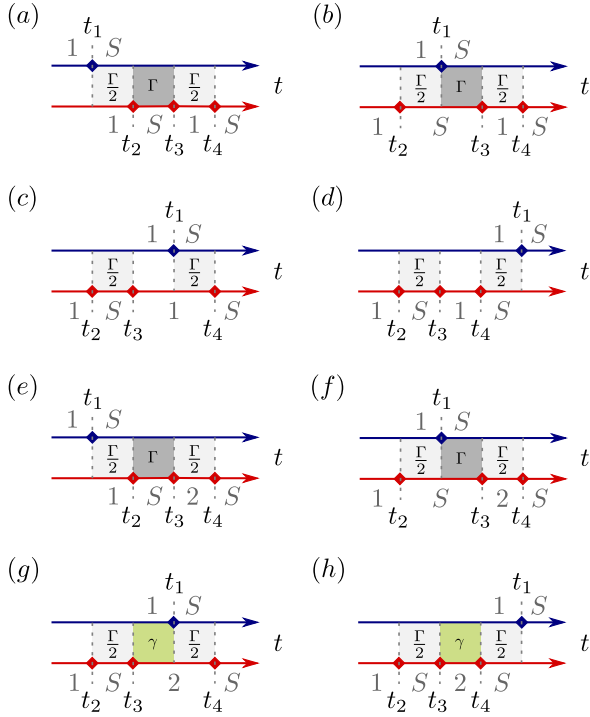 (a) t₁ (b) t₁
1 S 1 S
Γ/2 Γ Γ/2 t Γ/2 Γ Γ/2 t
1 S 1 S 1 S 1 S
t₂ t₃ t₄ t₂ t₃ t₄
(c) t₁ (d) t₁
1 S 1 S
Γ/2 Γ/2 t Γ/2 Γ/2 t
1 S 1 S 1 S 1 S
t₂ t₃ t₄ t₂ t₃ t₄
(e) t₁ (f) t₁
1 S 1 S
Γ/2 Γ Γ/2 t Γ/2 Γ Γ/2 t
1 S 2 S 1 S 2 S
t₂ t₃ t₄ t₂ t₃ t₄
(g) t₁ (h) t₁
1 S 1 S
Γ/2 γ Γ/2 t Γ/2 γ Γ/2 t
1 S 2 S 1 S 2 S
t₂ t₃ t₄ t₂ t₃ t₄